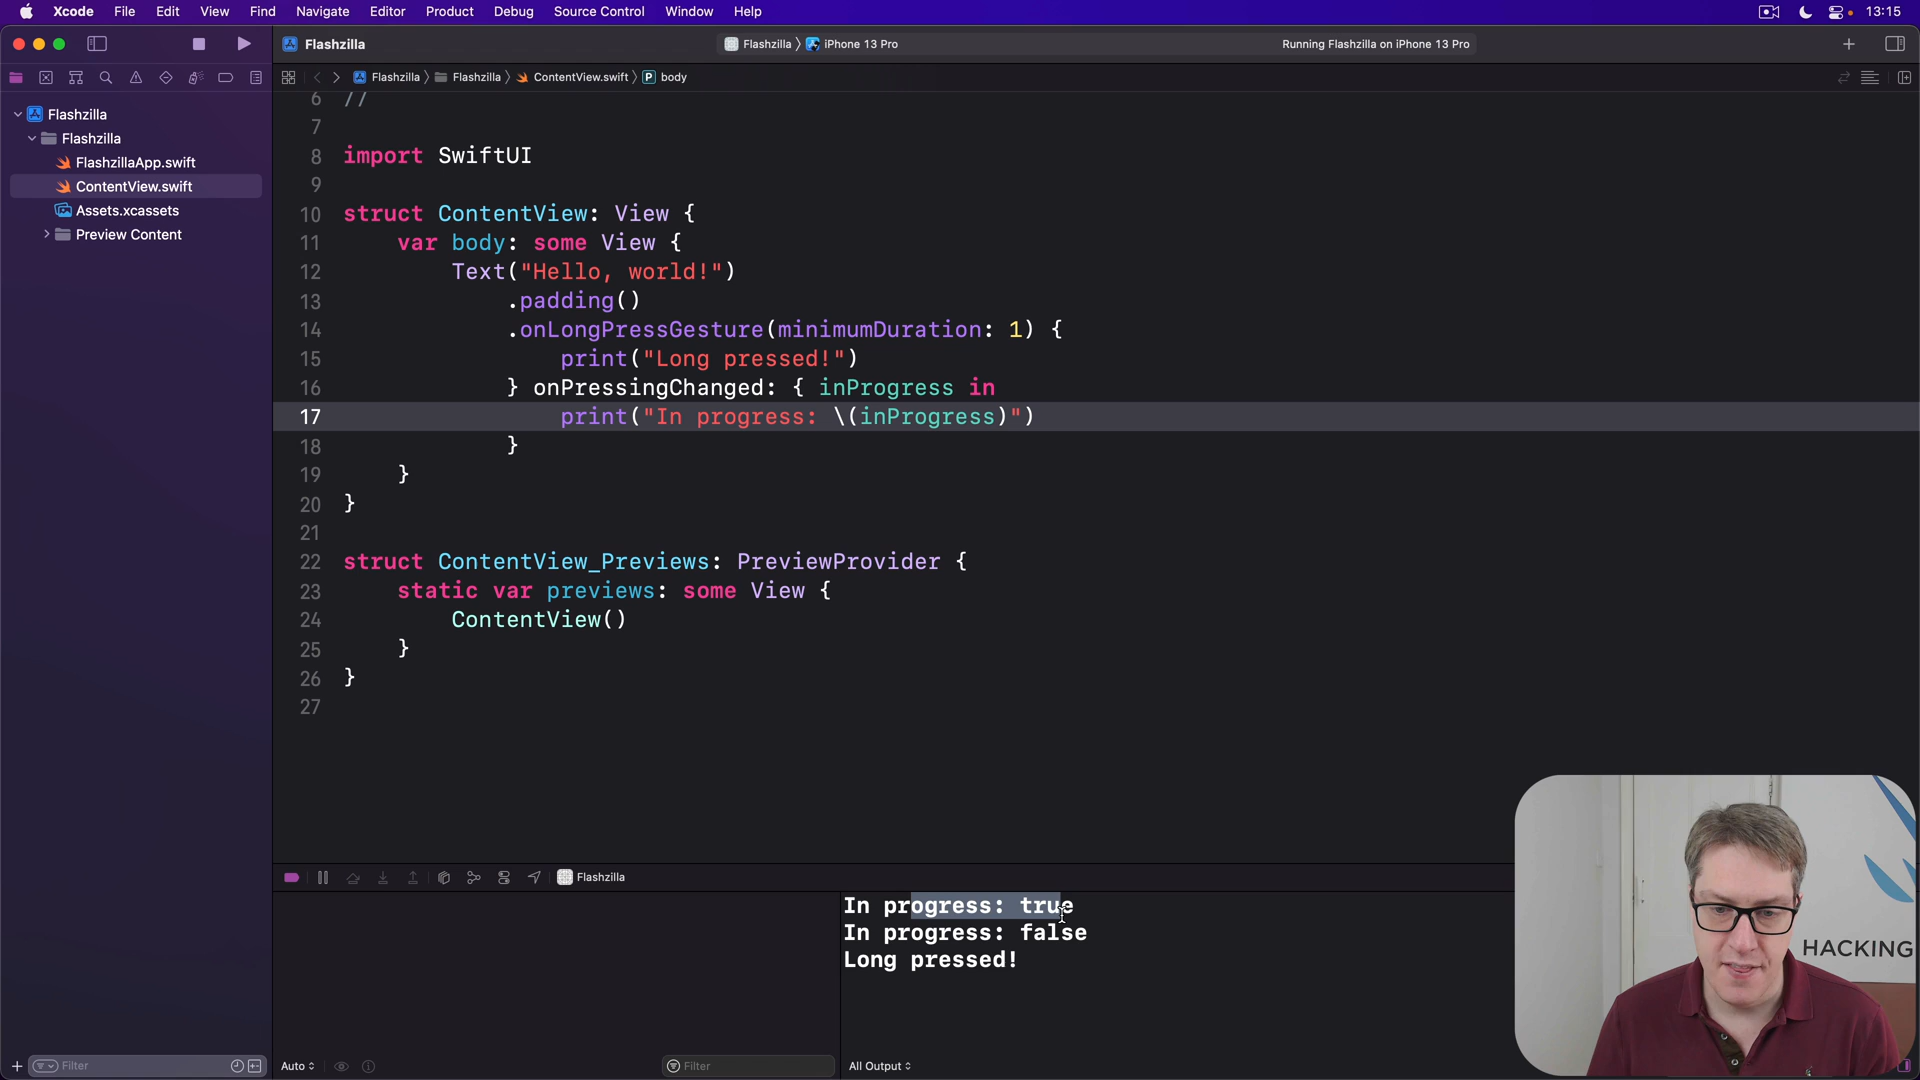 Xcode File Edit View Find Navigate Editor Product Debug Source Control Window Help 13:15
Flashzilla Flashzilla iPhone 13 Pro Running Flashzilla on iPhone 13 Pro
Flashzilla Flashzilla ContentView.swift P body
Flashzilla
Flashzilla
FlashzillaApp.swift
ContentView.swift
Assets.xcassets
Preview Content
6 //
7
8 import SwiftUI
9
10 struct ContentView: View {
11 var body: some View {
12 Text("Hello, world!")
13 .padding()
14 .onLongPressGesture(minimumDuration: 1) {
15 print("Long pressed!")
16 } onPressingChanged: { inProgress in
17 print("In progress: \(inProgress)")
18 }
19 }
20 }
21
22 struct ContentView_Previews: PreviewProvider {
23 static var previews: some View {
24 ContentView()
25 }
26 }
27
Flashzilla
In progress: true
In progress: false
Long pressed!
HACKING
Filter Auto Filter All Output